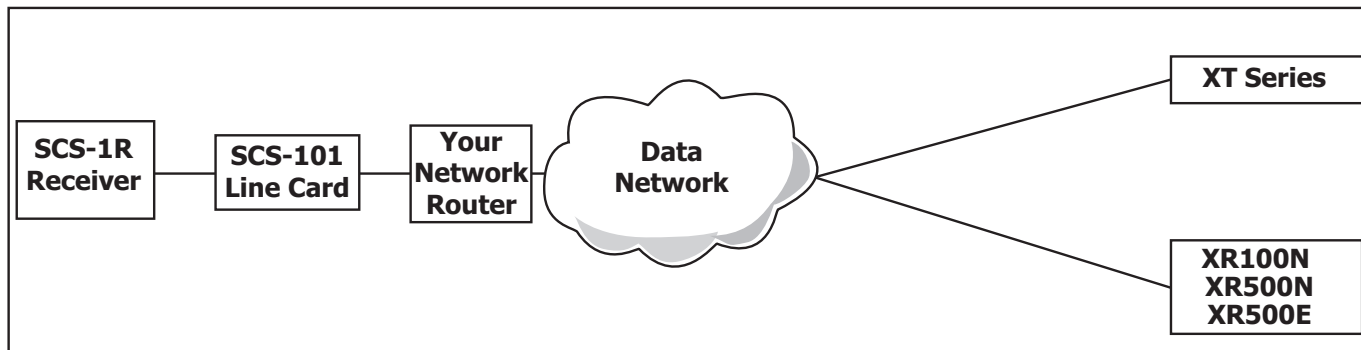 SCS-1R
Receiver
SCS-101
Line Card
Your
Network
Router
Data
Network
XT Series
XR100N
XR500N
XR500E